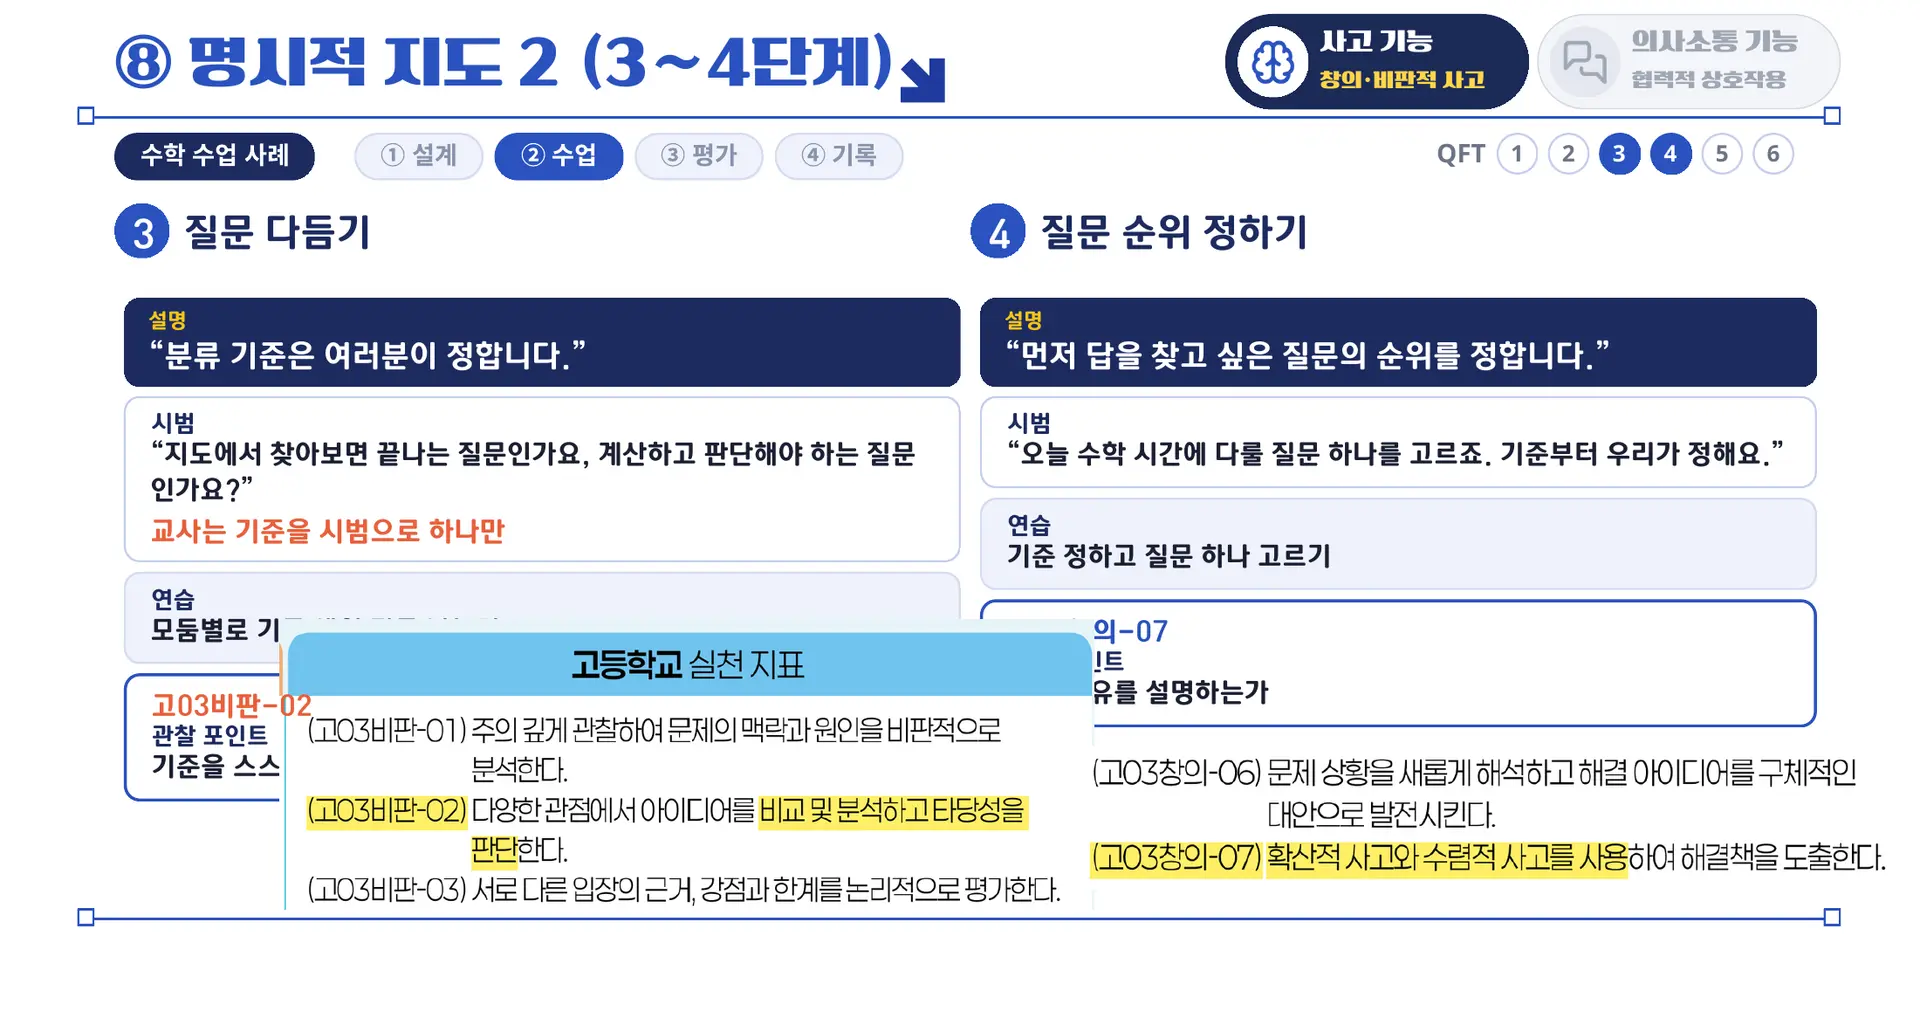 ⑧ 명시적 지도 2 (3~4단계)
사고 기능
창의·비판적 사고
의사소통 기능
협력적 상호작용
수학 수업 사례
① 설계
② 수업
③ 평가
④ 기록
QFT 1 2 3 4 5 6
3 질문 다듬기
설명
“분류 기준은 여러분이 정합니다.”
시범
“지도에서 찾아보면 끝나는 질문인가요, 계산하고 판단해야 하는 질문
인가요?”
교사는 기준을 시범으로 하나만
연습
모둠별로
고03비판-02
관찰 포인트
기준을
4 질문 순위 정하기
설명
“먼저 답을 찾고 싶은 질문의 순위를 정합니다.”
시범
“오늘 수학 시간에 다룰 질문 하나를 고르죠. 기준부터 우리가 정해요.”
연습
기준 정하고 질문 하나 고르기
의-07
설명하는가
고등학교 실천 지표
(고03비판-01) 주의 깊게 관찰하여 문제의 맥락과 원인을 비판적으로
분석한다.
(고03비판-02) 다양한 관점에서 아이디어를 비교 및 분석하고 타당성을
판단한다.
(고03비판-03) 서로 다른 입장의 근거, 강점과 한계를 논리적으로 평가한다.
(고03창의-06) 문제 상황을 새롭게 해석하고 해결 아이디어를 구체적인
대안으로 발전시킨다.
(고03창의-07) 확산적 사고와 수렴적 사고를 사용하여 해결책을 도출한다.